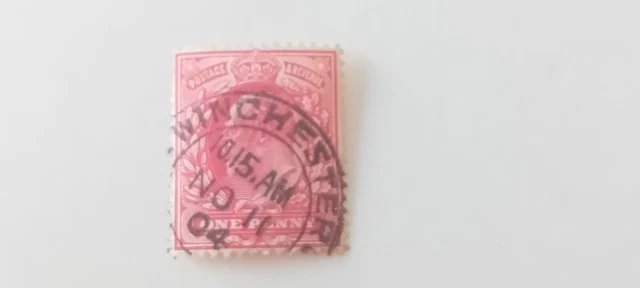 POSTAGE & REVENUE
WINCHESTER
10.15.AM
NO 11
04
ONE PENNY